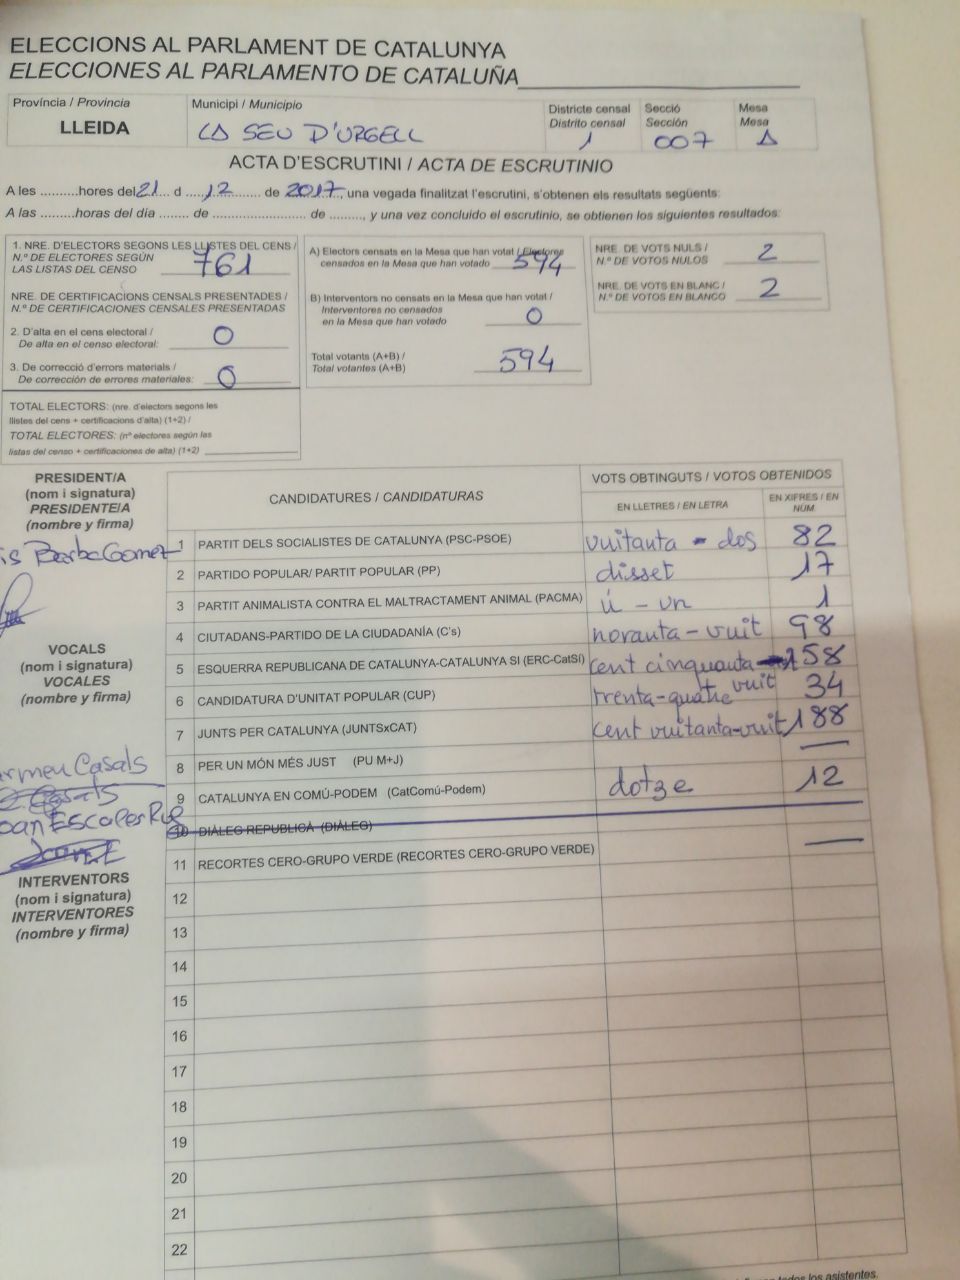 ELECCIONS AL PARLAMENT DE CATALUNYA
ELECCIONES AL PARLAMENTO DE CATALUÑA
Província / Provincia
LLEIDA
Municipi / Municipio
LA SEU D'URGELL
Districte censal
Distrito censal
1
Secció
Sección
007
Mesa
Mesa
A
ACTA D'ESCRUTINI / ACTA DE ESCRUTINIO
A les ..........hores del 21 d ..... 12 ........ de 2017, una vegada finalitzat l'escrutini, s'obtenen els resultats següents:
A las .........horas del día ........ de .......................... de ........., y una vez concluido el escrutinio, se obtienen los siguientes resultados:
1. NRE. D'ELECTORS SEGONS LES LLISTES DEL CENS /
N.º DE ELECTORES SEGÚN
LAS LISTAS DEL CENSO 761
NRE. DE CERTIFICACIONS CENSALS PRESENTADES /
N.º DE CERTIFICACIONES CENSALES PRESENTADAS
2. D'alta en el cens electoral /
De alta en el censo electoral: 0
3. De correcció d'errors materials /
De corrección de errores materiales: 0
TOTAL ELECTORS: (nre. d'electors segons les
llistes del cens + certificacions d'alta) (1+2) /
TOTAL ELECTORES: (nº electores según las
listas del censo + certificaciones de alta) (1+2)
A) Electors censats en la Mesa que han votat / Electores
censados en la Mesa que han votado 594
B) Interventors no censats en la Mesa que han votat /
Interventores no censados
en la Mesa que han votado 0
Total votants (A+B) /
Total votantes (A+B) 594
NRE. DE VOTS NULS /
N.º DE VOTOS NULOS 2
NRE. DE VOTS EN BLANC /
N.º DE VOTOS EN BLANCO 2
PRESIDENT/A
(nom i signatura)
PRESIDENTE/A
(nombre y firma)
Barba Gomez
VOCALS
(nom i signatura)
VOCALES
(nombre y firma)
Casals
INTERVENTORS
(nom i signatura)
INTERVENTORES
(nombre y firma)
CANDIDATURES / CANDIDATURAS
VOTS OBTINGUTS / VOTOS OBTENIDOS
EN LLETRES / EN LETRA
EN XIFRES / EN NÚM.
1 PARTIT DELS SOCIALISTES DE CATALUNYA (PSC-PSOE) vuitanta - dos 82
2 PARTIDO POPULAR/ PARTIT POPULAR (PP) disset 17
3 PARTIT ANIMALISTA CONTRA EL MALTRACTAMENT ANIMAL (PACMA) ú - un 1
4 CIUTADANS-PARTIDO DE LA CIUDADANÍA (C's) noranta - vuit 98
5 ESQUERRA REPUBLICANA DE CATALUNYA-CATALUNYA SI (ERC-CatSí) cent cinquanta - vuit 158
6 CANDIDATURA D'UNITAT POPULAR (CUP) trenta-quatre 34
7 JUNTS PER CATALUNYA (JUNTSxCAT) cent vuitanta-vuit 188
8 PER UN MÓN MÉS JUST (PU M+J) —
9 CATALUNYA EN COMÚ-PODEM (CatComú-Podem) dotze 12
10 DIÀLEG REPUBLICÀ (DIÀLEG)
11 RECORTES CERO-GRUPO VERDE (RECORTES CERO-GRUPO VERDE) —
12
13
14
15
16
17
18
19
20
21
22
todos los asistentes.